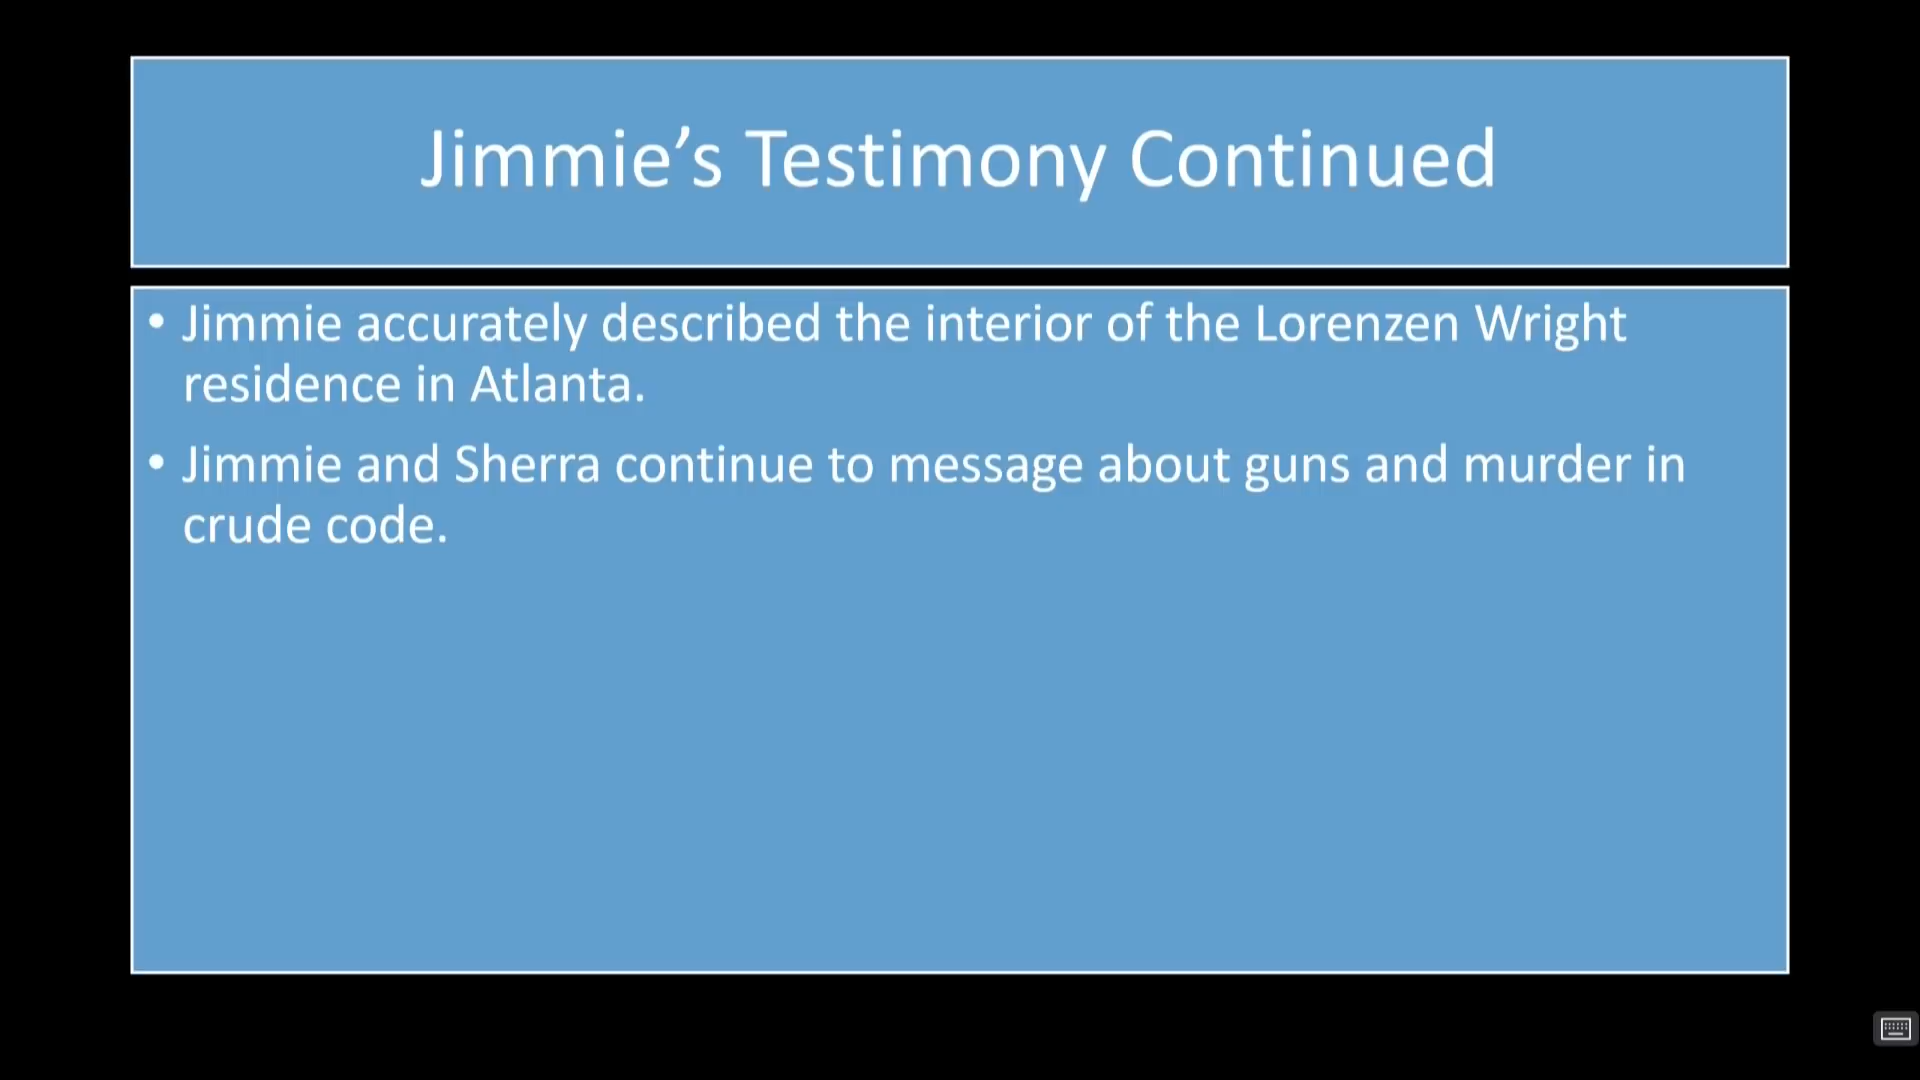 Jimmie’s Testimony Continued
• Jimmie accurately described the interior of the Lorenzen Wright
residence in Atlanta.
• Jimmie and Sherra continue to message about guns and murder in
crude code.